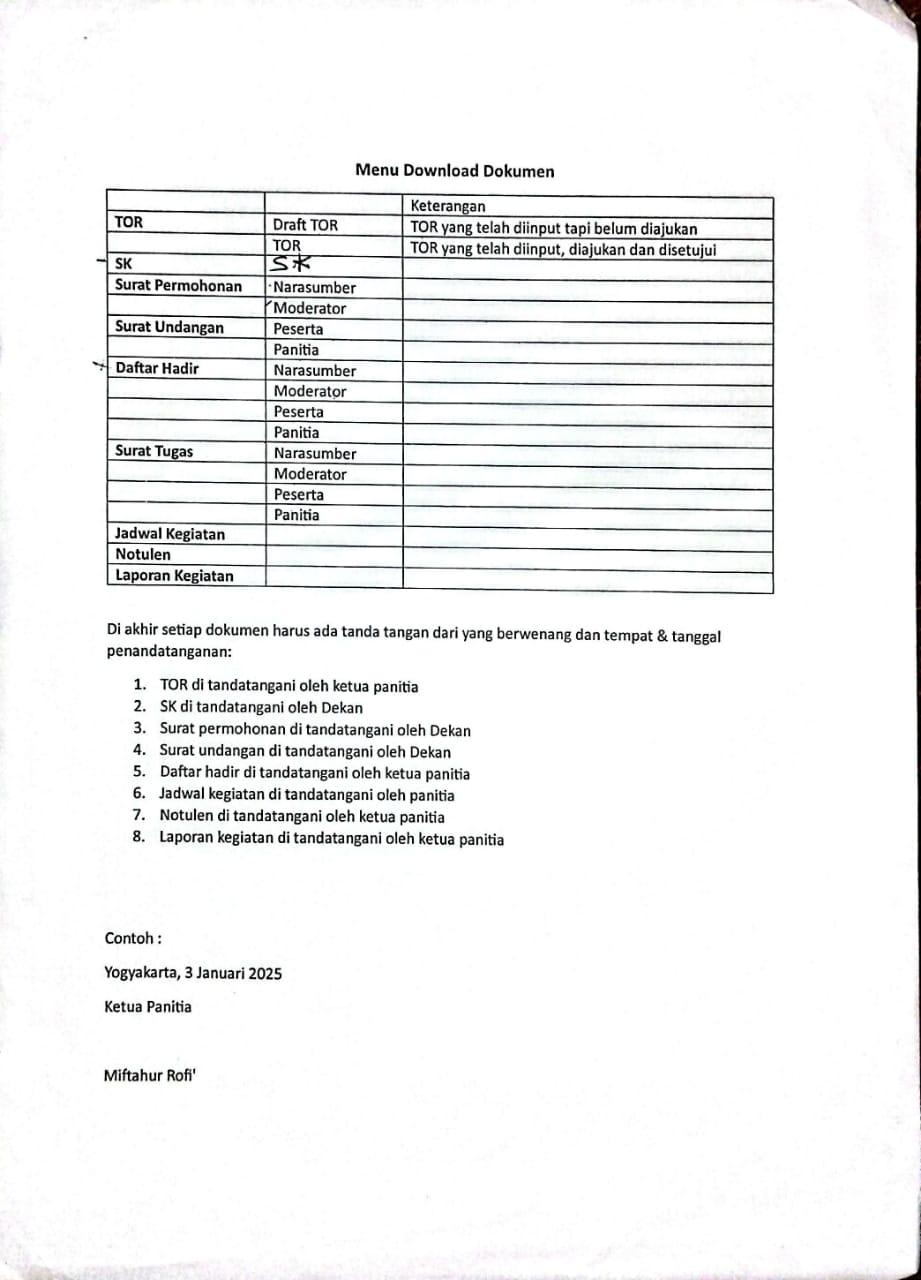 Menu Download Dokumen
Keterangan
TOR Draft TOR TOR yang telah diinput tapi belum diajukan
TOR TOR yang telah diinput, diajukan dan disetujui
SK SK
Surat Permohonan Narasumber
Moderator
Surat Undangan Peserta
Panitia
Daftar Hadir Narasumber
Moderator
Peserta
Panitia
Surat Tugas Narasumber
Moderator
Peserta
Panitia
Jadwal Kegiatan
Notulen
Laporan Kegiatan
Di akhir setiap dokumen harus ada tanda tangan dari yang berwenang dan tempat & tanggal
penandatanganan:
1. TOR di tandatangani oleh ketua panitia
2. SK di tandatangani oleh Dekan
3. Surat permohonan di tandatangani oleh Dekan
4. Surat undangan di tandatangani oleh Dekan
5. Daftar hadir di tandatangani oleh ketua panitia
6. Jadwal kegiatan di tandatangani oleh panitia
7. Notulen di tandatangani oleh ketua panitia
8. Laporan kegiatan di tandatangani oleh ketua panitia
Contoh :
Yogyakarta, 3 Januari 2025
Ketua Panitia
Miftahur Rofi'